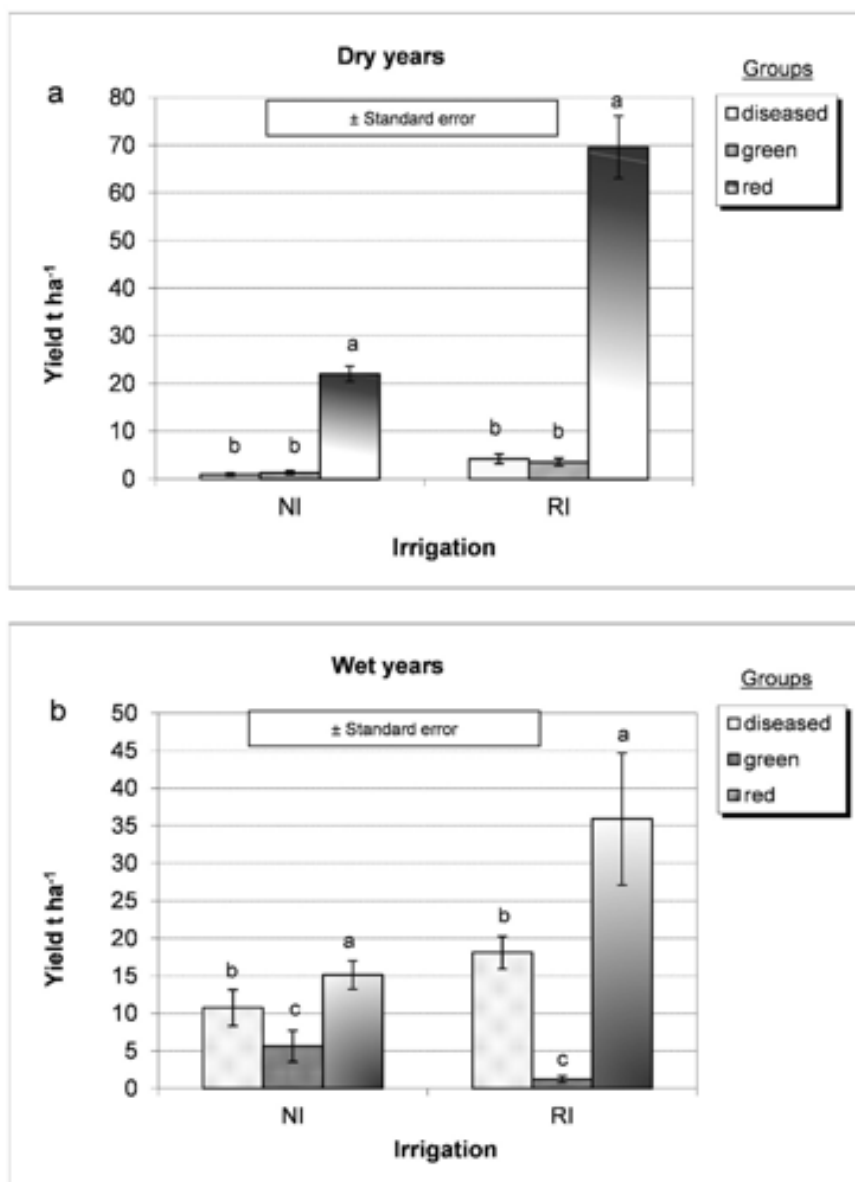 Dry years
a
± Standard error
Groups
diseased
green
red
80
70
60
50
40
30
20
10
0
Yield t ha⁻¹
b
b
a
b
b
a
NI
RI
Irrigation
Wet years
b
± Standard error
Groups
diseased
green
red
50
45
40
35
30
25
20
15
10
5
0
Yield t ha⁻¹
b
c
a
b
c
a
NI
RI
Irrigation